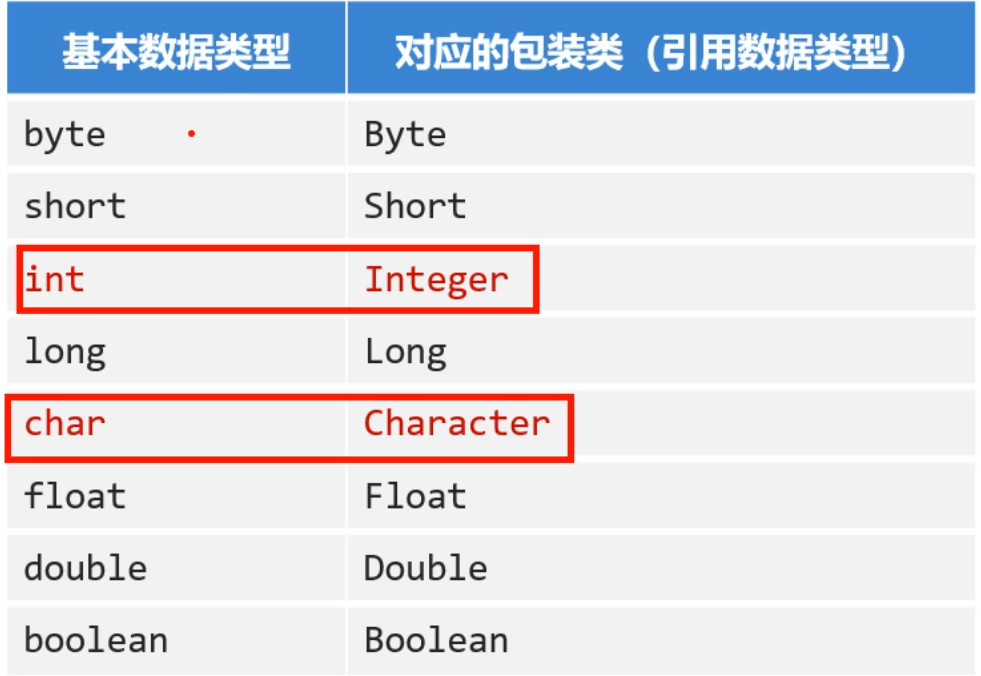 基本数据类型 对应的包装类（引用数据类型）
byte Byte
short Short
int Integer
long Long
char Character
float Float
double Double
boolean Boolean